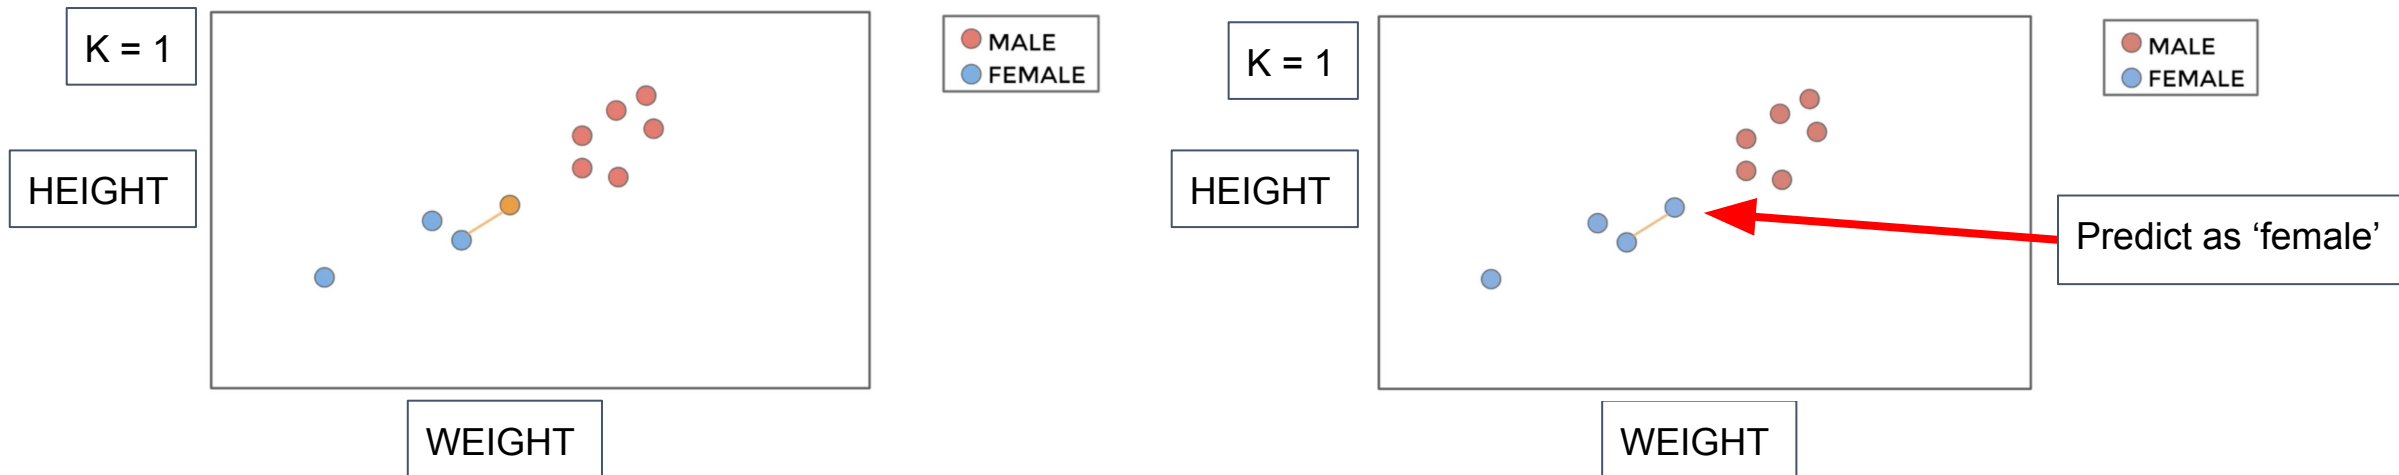 K = 1
MALE
FEMALE
HEIGHT
WEIGHT
K = 1
MALE
FEMALE
HEIGHT
Predict as ‘female’
WEIGHT